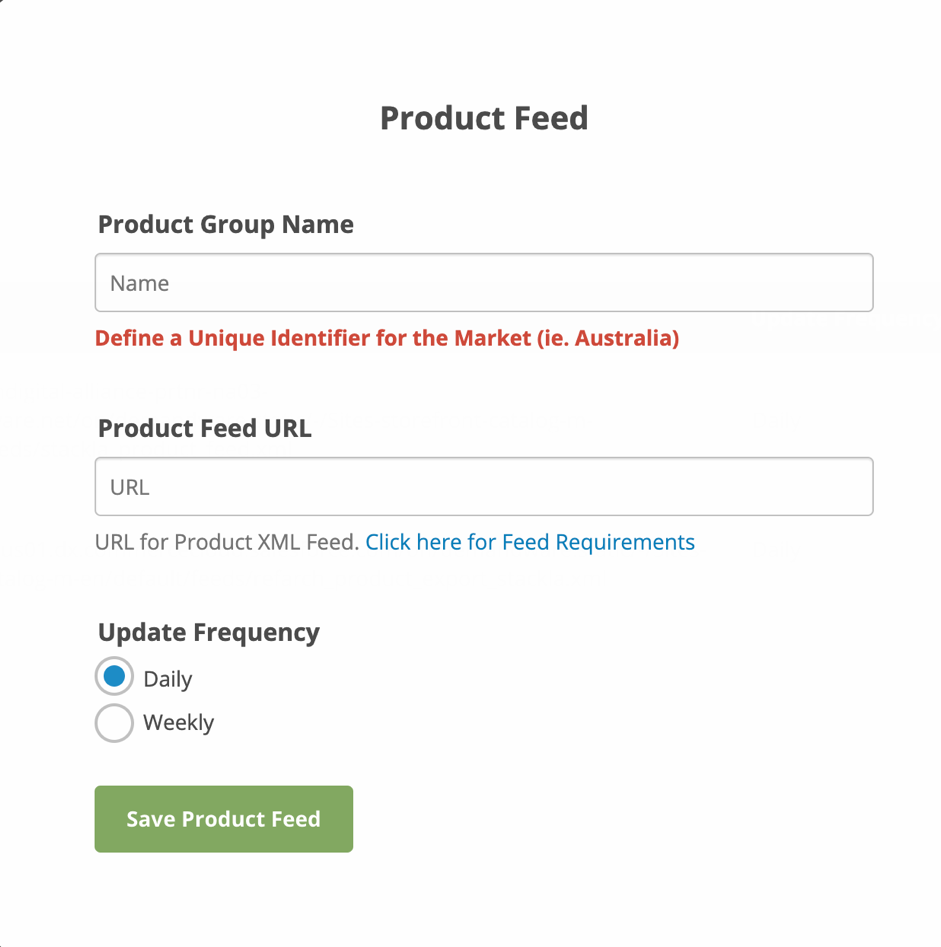 Product Feed
Product Group Name
Name
Define a Unique Identifier for the Market (ie. Australia)
Product Feed URL
URL
URL for Product XML Feed. Click here for Feed Requirements
Update Frequency
Daily
Weekly
Save Product Feed